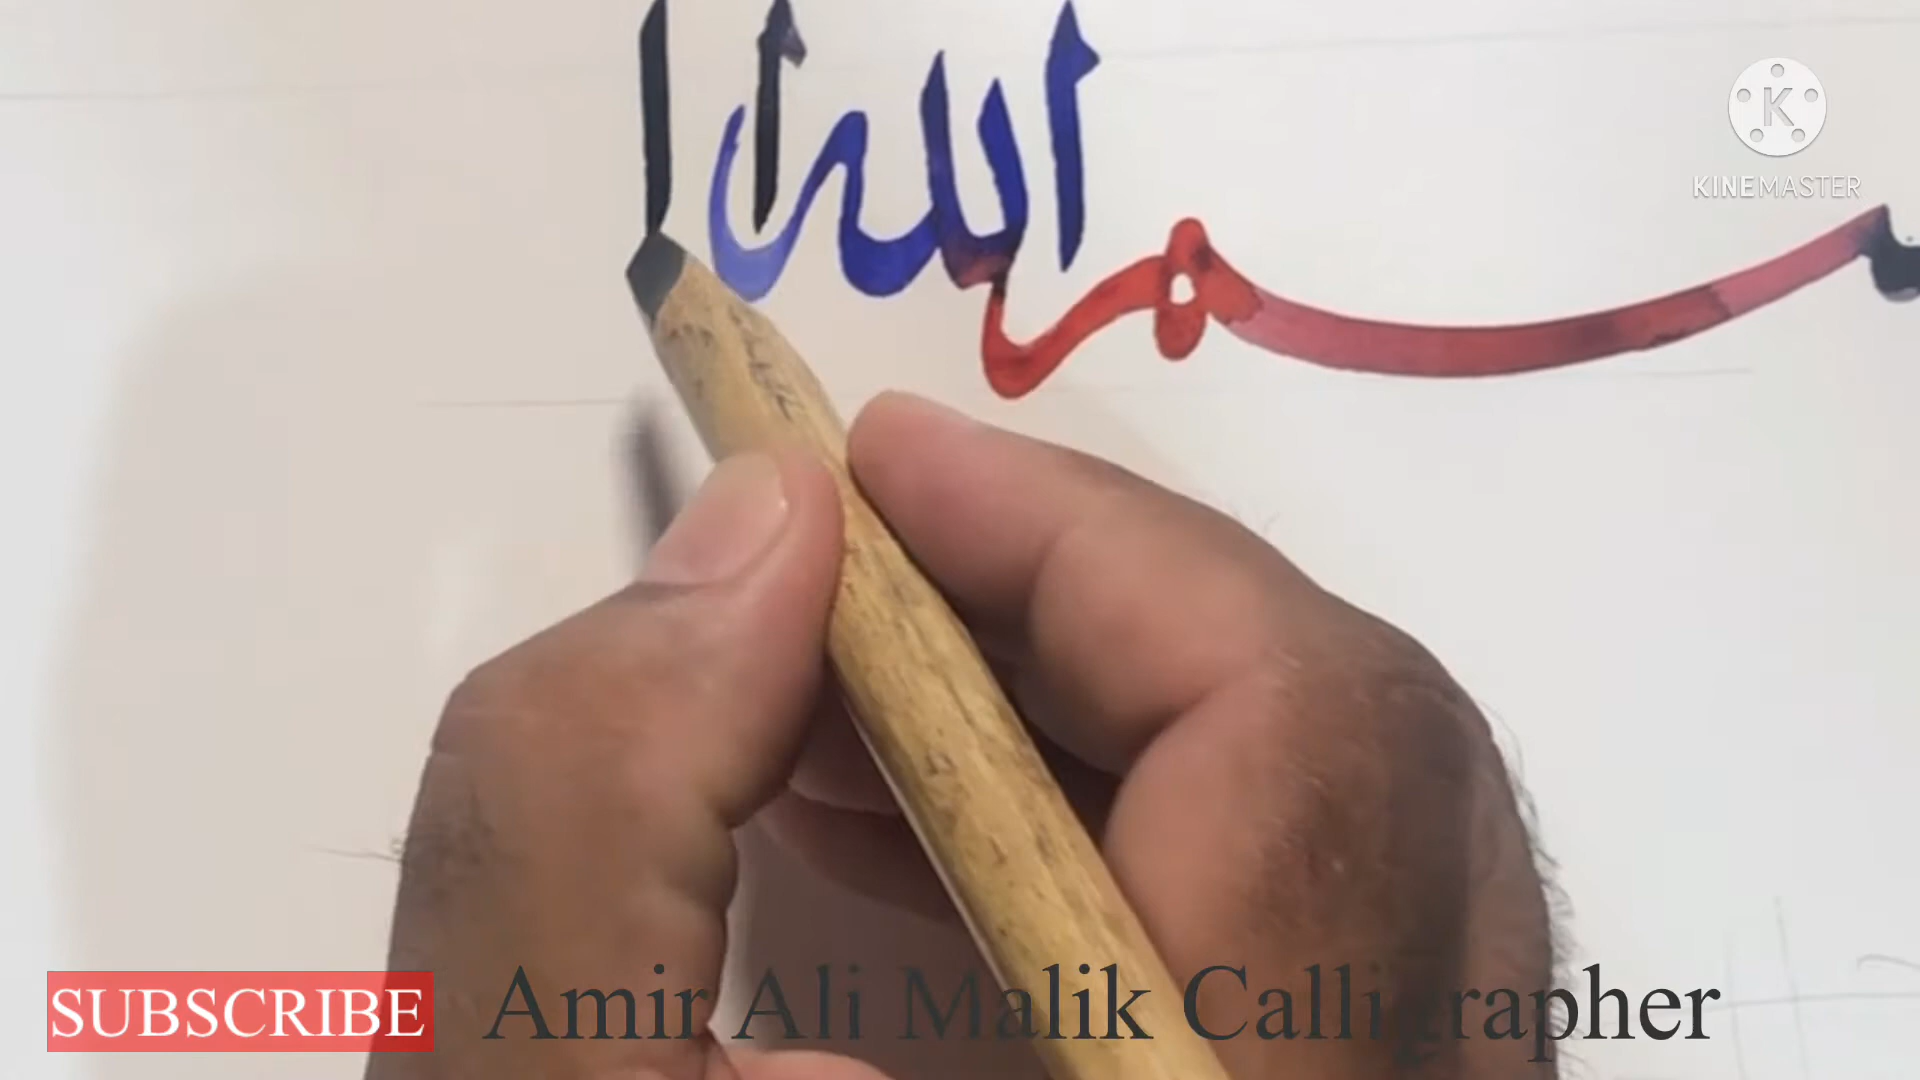 بسم الله
K
KINEMASTER
SUBSCRIBE Amir Ali Malik Calligrapher